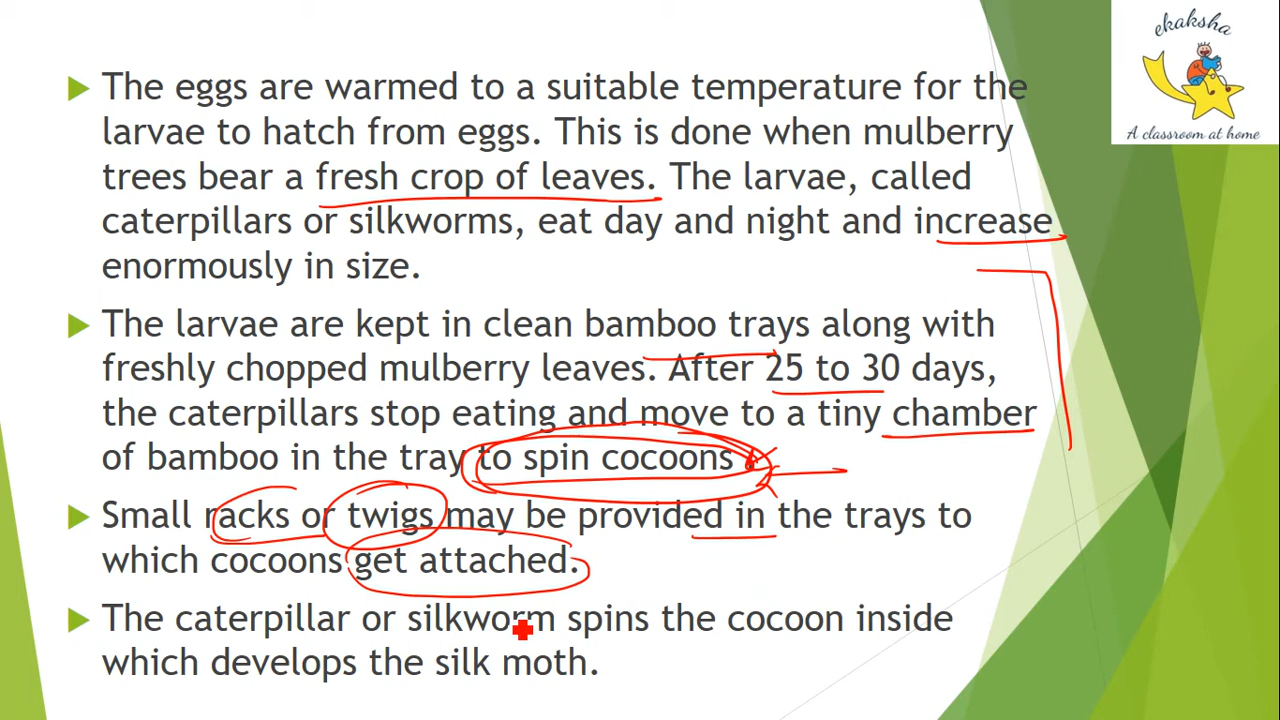 ekaksha
A classroom at home
The eggs are warmed to a suitable temperature for the
larvae to hatch from eggs. This is done when mulberry
trees bear a fresh crop of leaves. The larvae, called
caterpillars or silkworms, eat day and night and increase
enormously in size.
The larvae are kept in clean bamboo trays along with
freshly chopped mulberry leaves. After 25 to 30 days,
the caterpillars stop eating and move to a tiny chamber
of bamboo in the tray to spin cocoons.
Small racks or twigs may be provided in the trays to
which cocoons get attached.
The caterpillar or silkworm spins the cocoon inside
which develops the silk moth.